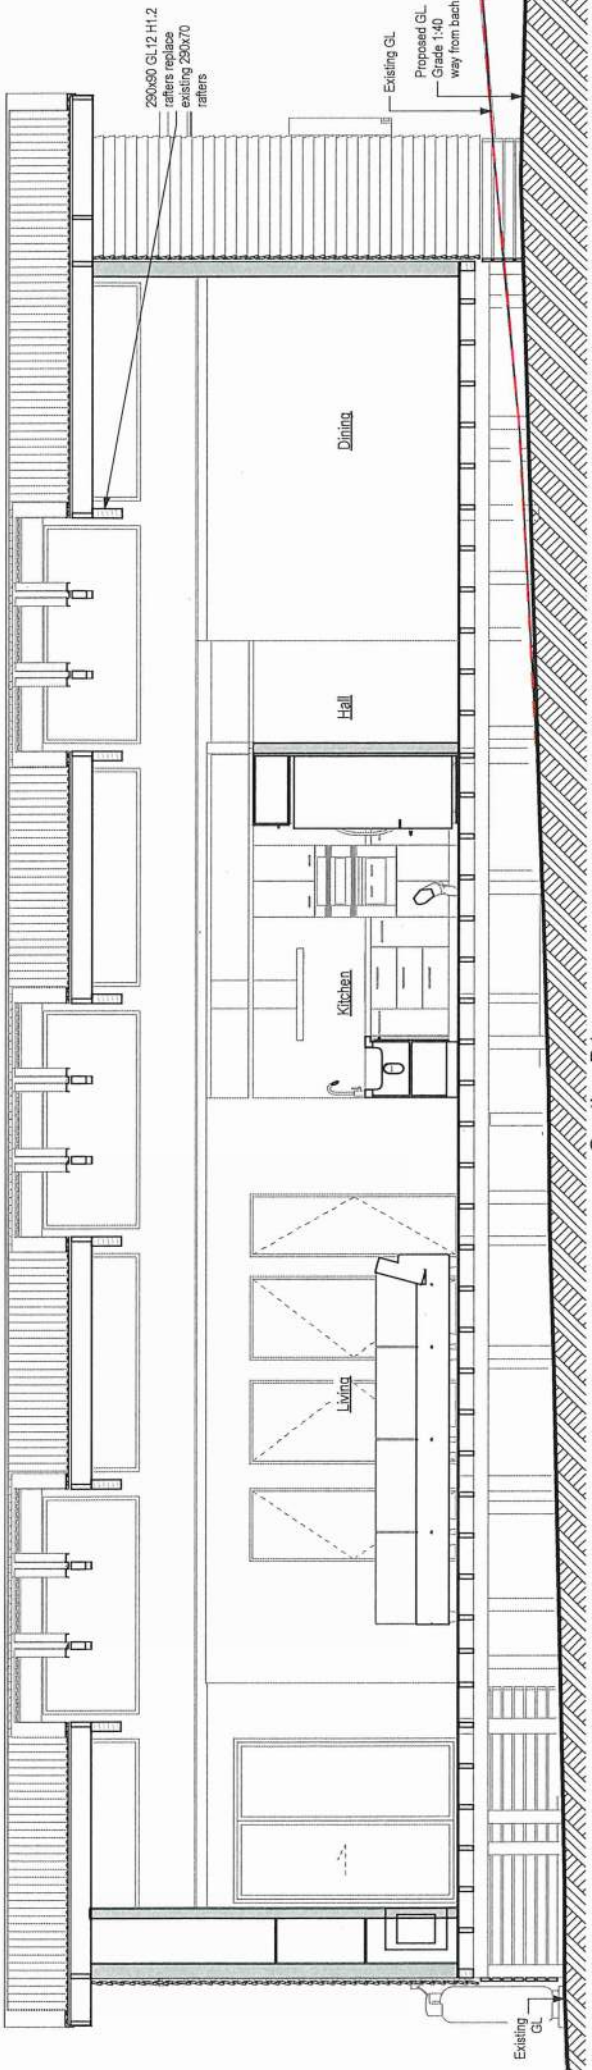 290x90 GL12 H1.2
rafters replace
existing 290x70
rafters
Existing GL
Proposed GL.
Grade 1:40
way from bach
Dining
Hall
Kitchen
Living
Existing
GL